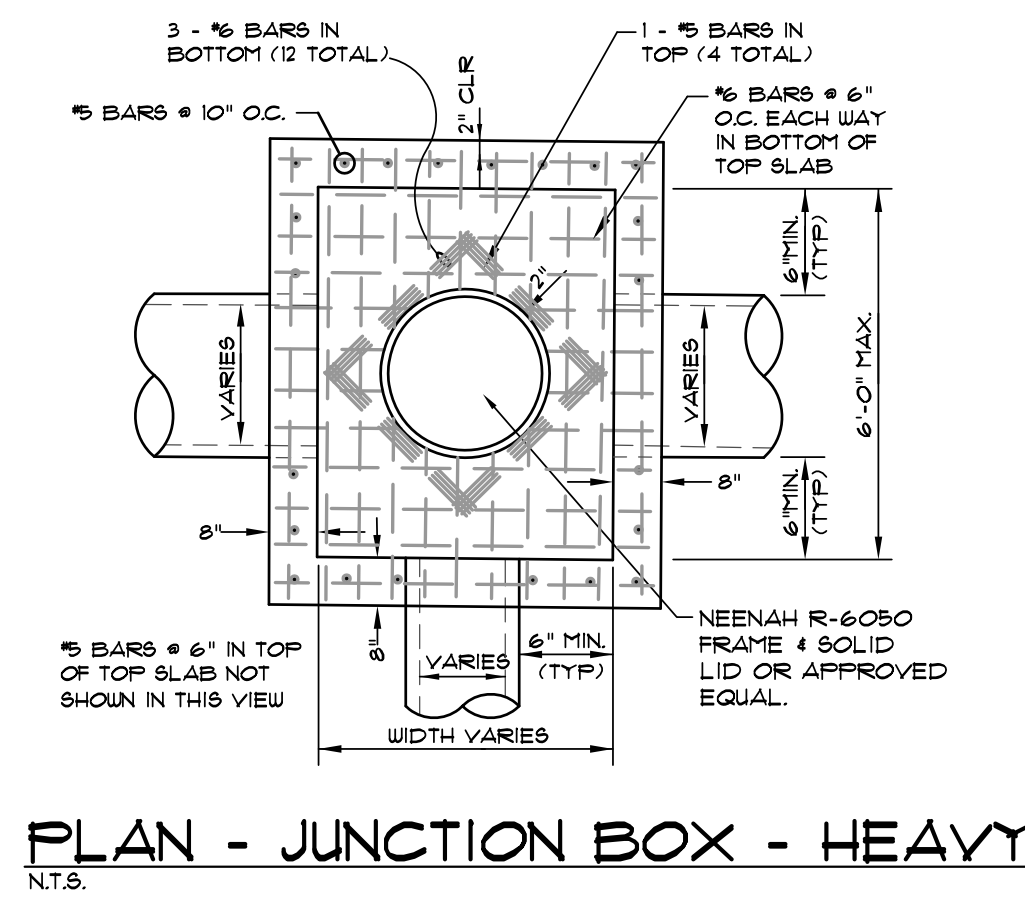 3 - #6 BARS IN
BOTTOM (12 TOTAL)
1 - #5 BARS IN
TOP (4 TOTAL)
2" CLR
#5 BARS @ 10" O.C.
#6 BARS @ 6"
O.C. EACH WAY
IN BOTTOM OF
TOP SLAB
6"MIN.
(TYP)
2"
VARIES
VARIES
6'-0" MAX.
8"
6"MIN.
(TYP)
8"
NEENAH R-6050
FRAME & SOLID
LID OR APPROVED
EQUAL.
#5 BARS @ 6" IN TOP
OF TOP SLAB NOT
SHOWN IN THIS VIEW
8"
6" MIN.
(TYP)
VARIES
WIDTH VARIES
PLAN - JUNCTION BOX - HEAVY
N.T.S.